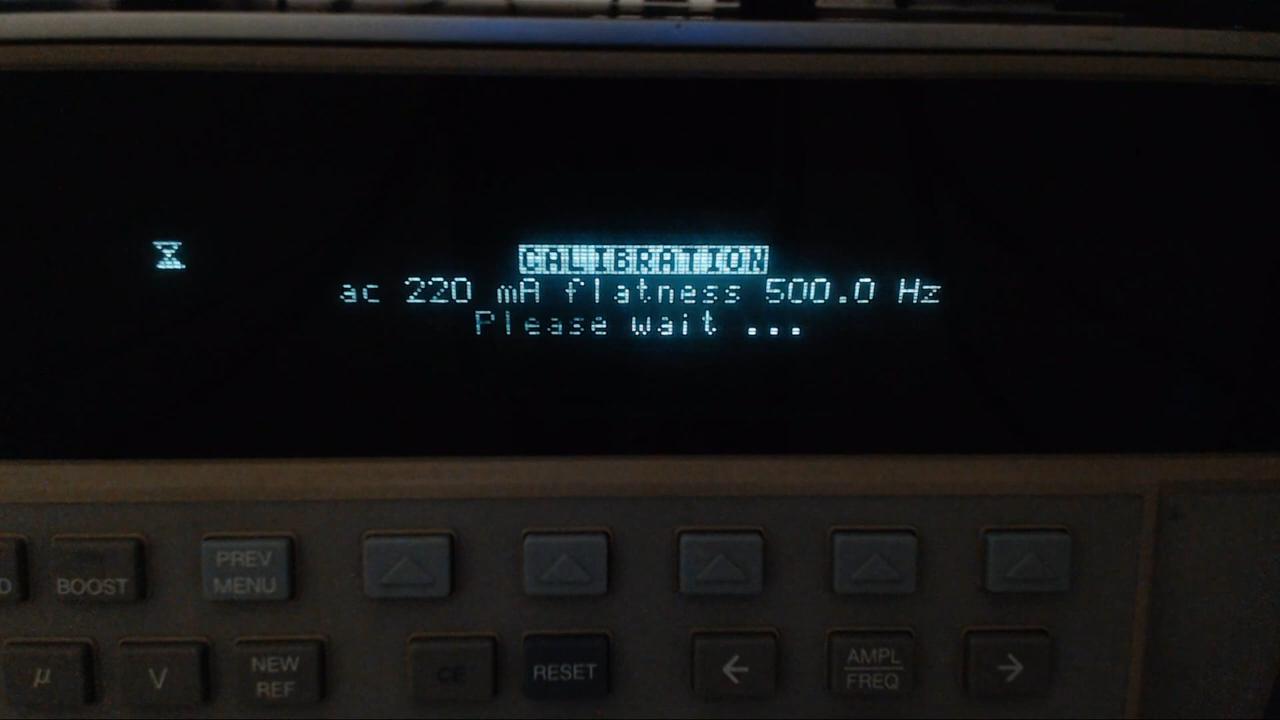 CALIBRATION
ac 220 mA flatness 500.0 Hz
Please wait ...
D
BOOST
PREV
MENU
µ
V
NEW
REF
CE
RESET
←
AMPL
FREQ
→